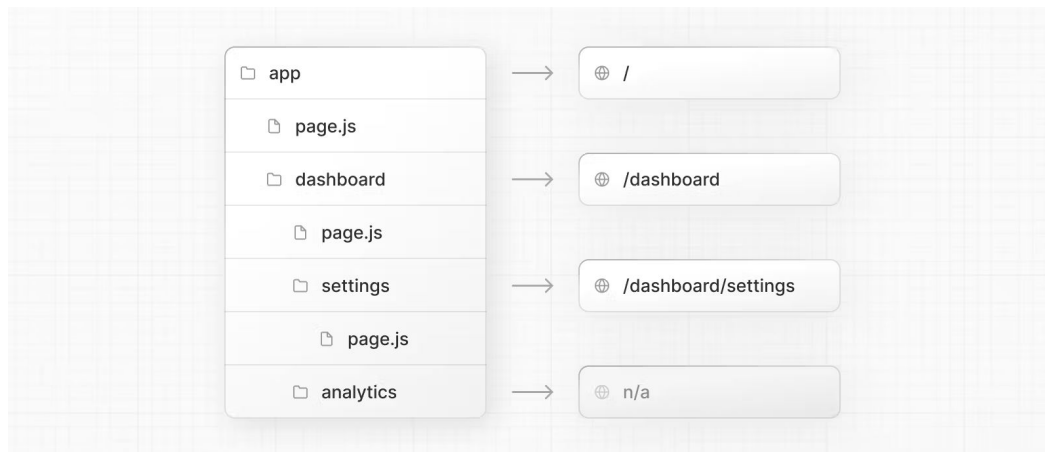 app
/
page.js
dashboard
/dashboard
page.js
settings
/dashboard/settings
page.js
analytics
n/a